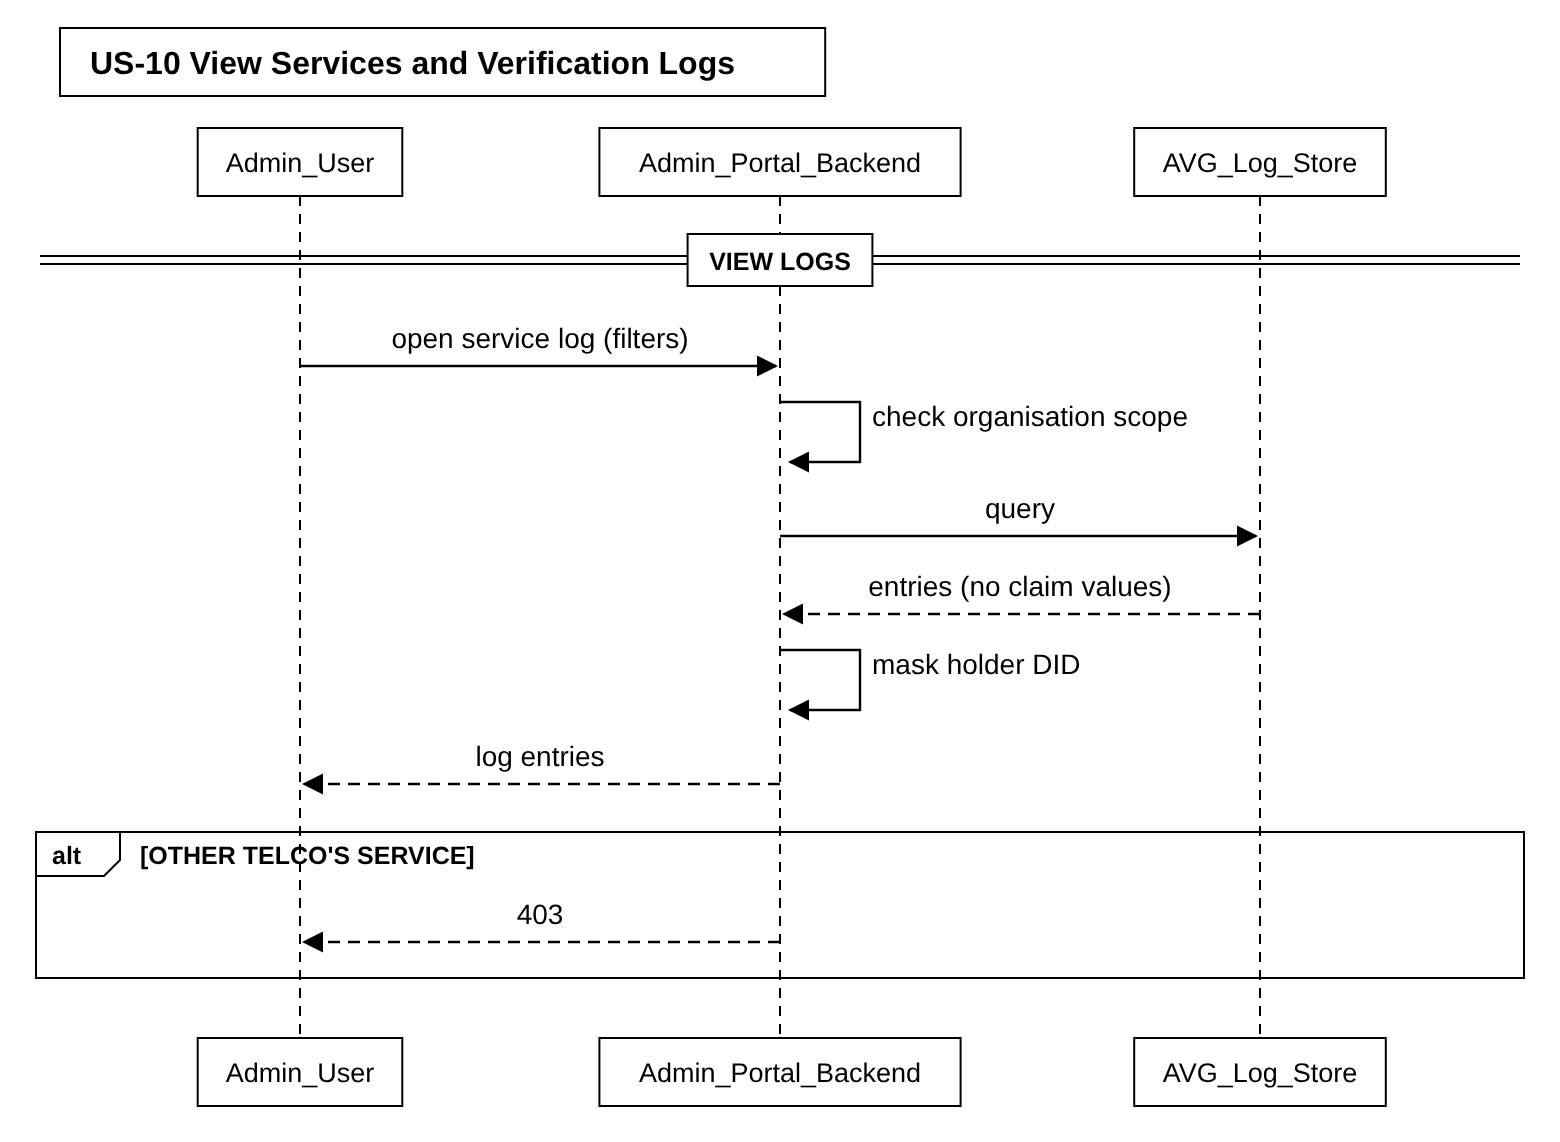 US-10 View Services and Verification Logs
Admin_User
Admin_Portal_Backend
AVG_Log_Store
VIEW LOGS
open service log (filters)
check organisation scope
query
entries (no claim values)
mask holder DID
log entries
alt
[OTHER TELCO'S SERVICE]
403
Admin_User
Admin_Portal_Backend
AVG_Log_Store